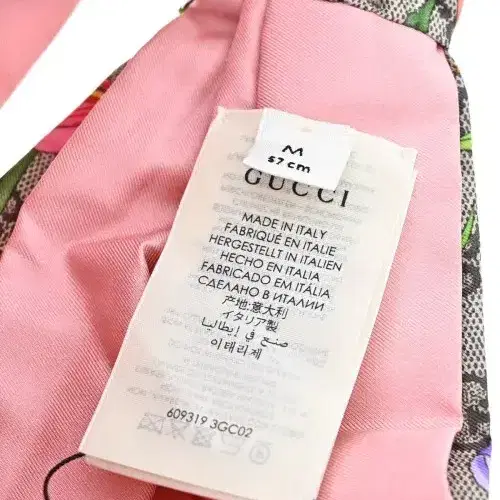 M
57 cm
GUCCI
MADE IN ITALY
FABRIQUÉ EN ITALIE
HERGESTELLT IN ITALIEN
HECHO EN ITALIA
FABRICADO EM ITÁLIA
СДЕЛАНО В ИТАЛИИ
产地:意大利
イタリア製
صنع في إيطاليا
이태리제
609319 3GC02